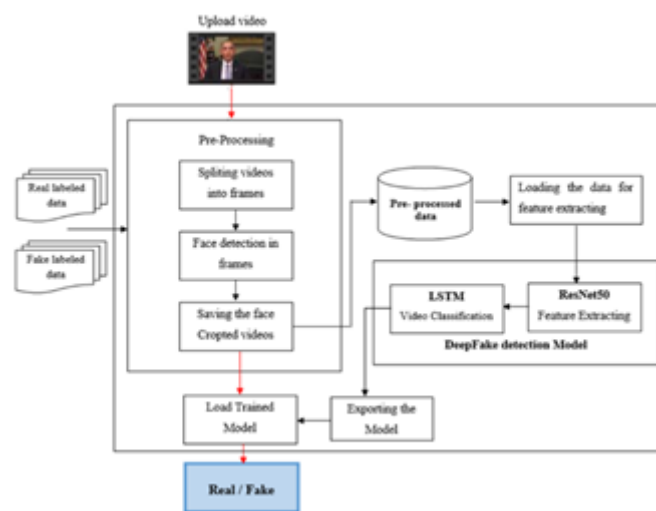 Upload video
Pre-Processing
Spliting videos
into frames
Real labeled
data
Pre- processed
data
Loading the data for
feature extracting
Fake labeled
data
Face detection in
frames
LSTM
Video Classification
ResNet50
Feature Extracting
Saving the face
Cropted videos
DeepFake detection Model
Load Trained
Model
Exporting the
Model
Real / Fake